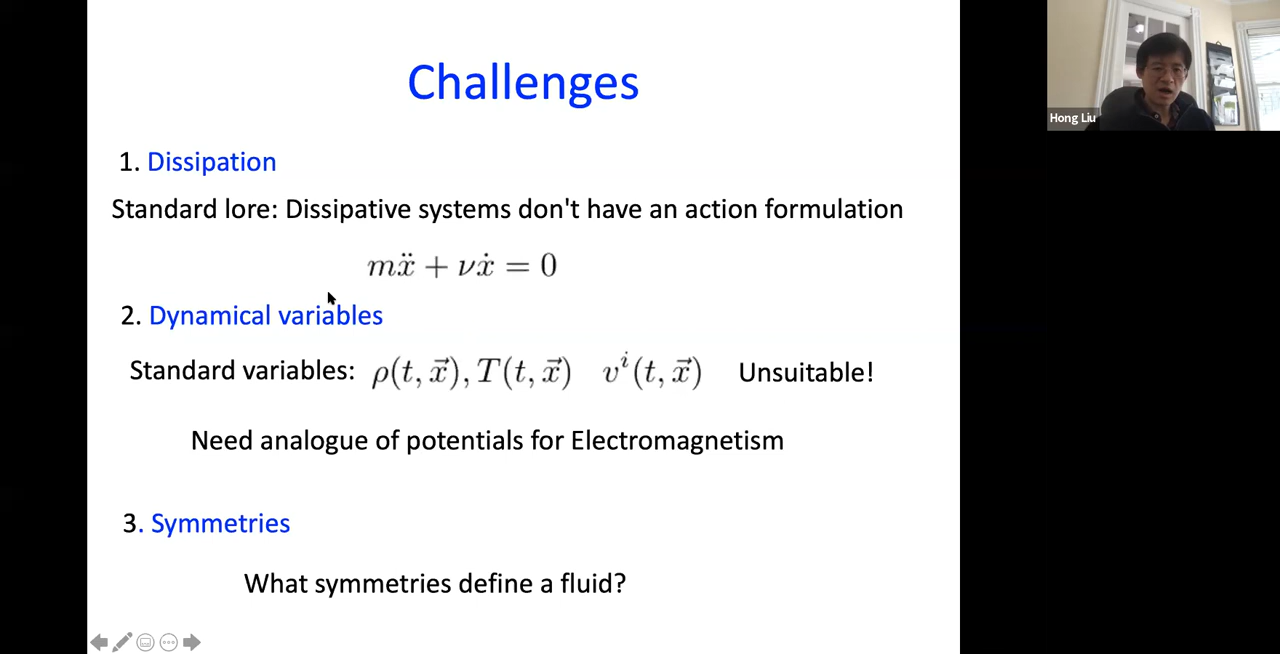 Challenges
Hong Liu
1. Dissipation
Standard lore: Dissipative systems don't have an action formulation
mẍ + νẋ = 0
2. Dynamical variables
Standard variables: ρ(t, x⃗), T(t, x⃗) vⁱ(t, x⃗) Unsuitable!
Need analogue of potentials for Electromagnetism
3. Symmetries
What symmetries define a fluid?